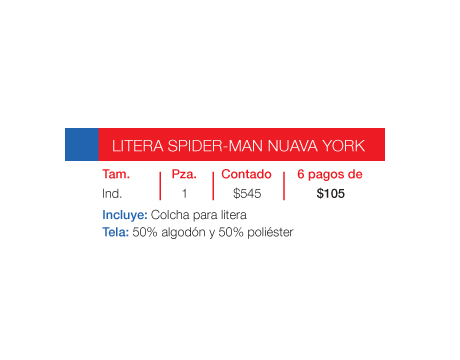 LITERA SPIDER-MAN NUAVA YORK
Tam. Pza. Contado 6 pagos de
Ind. 1 $545 $105
Incluye: Colcha para litera
Tela: 50% algodón y 50% poliéster